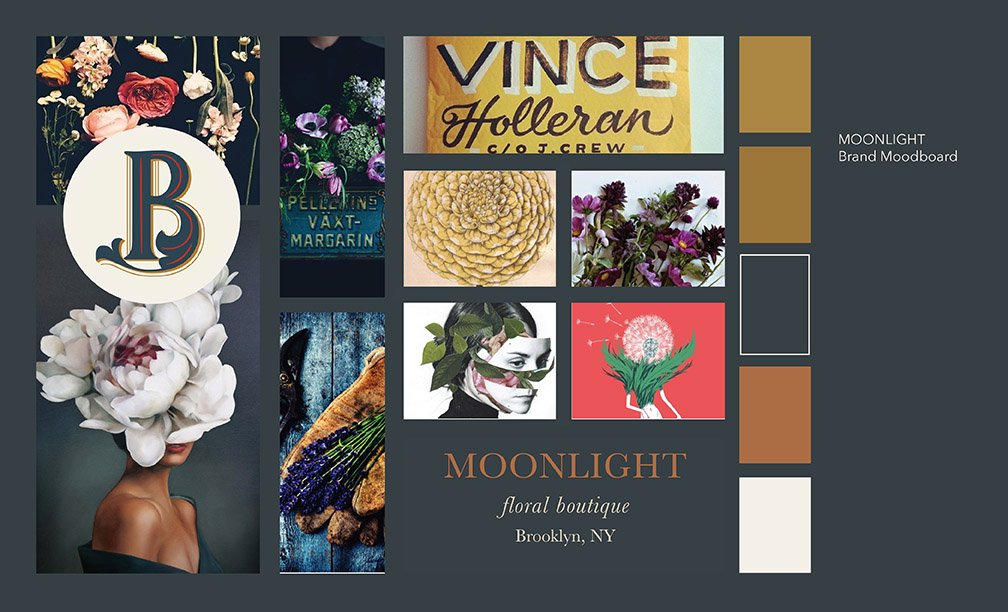 B
PELLERINS
VÄXT-
MARGARIN
VINCE
Holleran
C/O J.CREW
MOONLIGHT
floral boutique
Brooklyn, NY
MOONLIGHT
Brand Moodboard